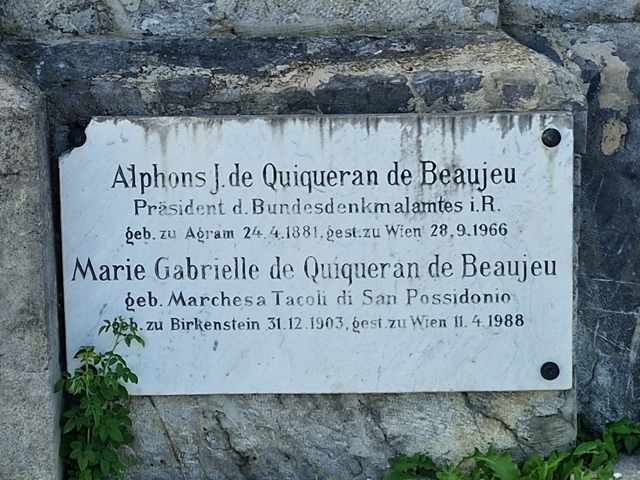 Alphons J. de Quiqueran de Beaujeu
Präsident d. Bundesdenkmalamtes i.R.
geb. zu Agram 24.4.1881, gest. zu Wien 28.9.1966
Marie Gabrielle de Quiqueran de Beaujeu
geb. Marchesa Tacoli di San Possidonio
geb. zu Birkenstein 31.12.1903, gest. zu Wien 11.4.1988